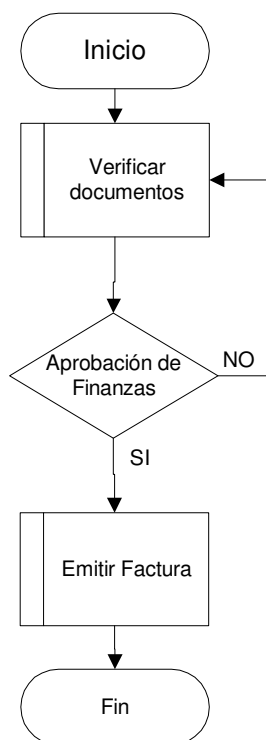 Inicio
Verificar
documentos
Aprobación de
Finanzas
NO
SI
Emitir Factura
Fin